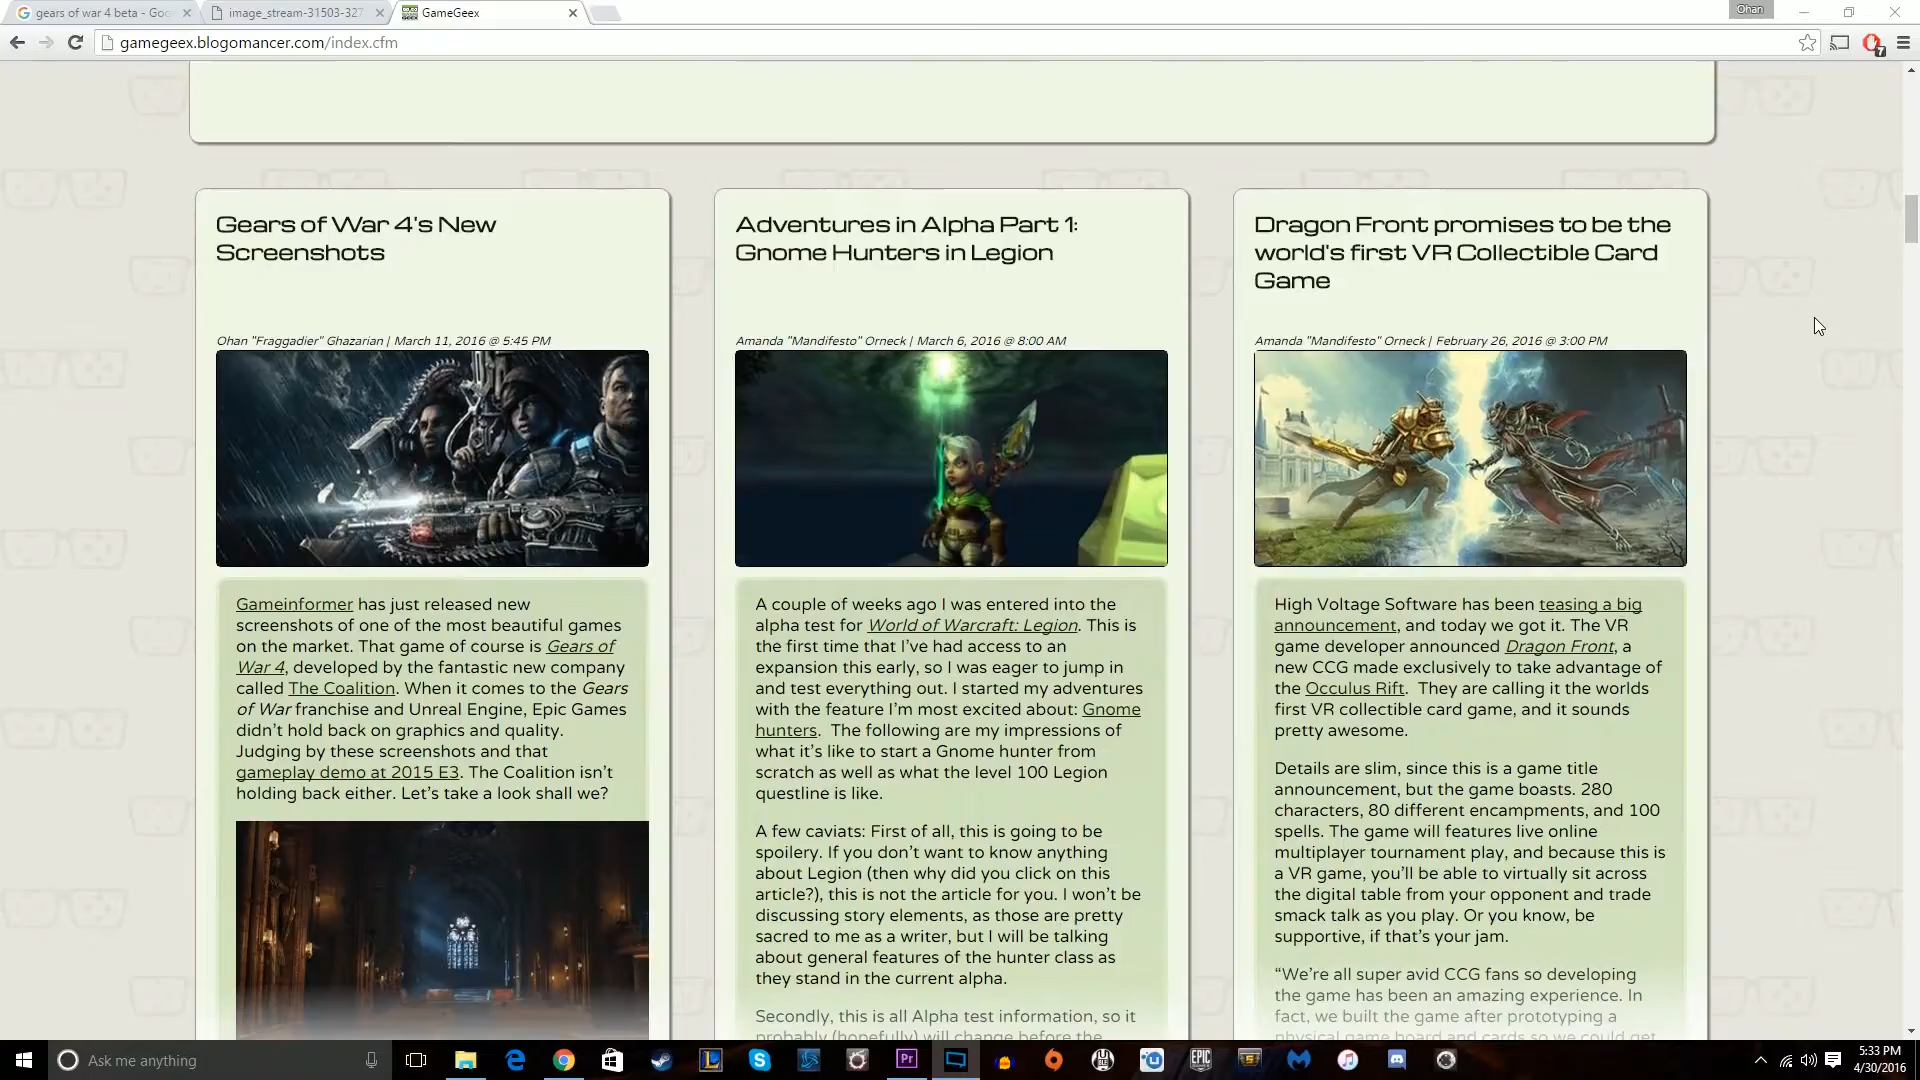 gears of war 4 beta - Goo
image_stream-31503-327
GameGeex
Ohan
gamegeex.blogomancer.com/index.cfm
7
Gears of War 4's New
Screenshots
Ohan "Fraggadier" Ghazarian | March 11, 2016 @ 5:45 PM
Gameinformer has just released new
screenshots of one of the most beautiful games
on the market. That game of course is Gears of
War 4, developed by the fantastic new company
called The Coalition. When it comes to the Gears
of War franchise and Unreal Engine, Epic Games
didn't hold back on graphics and quality.
Judging by these screenshots and that
gameplay demo at 2015 E3. The Coalition isn't
holding back either. Let's take a look shall we?
Adventures in Alpha Part 1:
Gnome Hunters in Legion
Amanda "Mandifesto" Orneck | March 6, 2016 @ 8:00 AM
A couple of weeks ago I was entered into the
alpha test for World of Warcraft: Legion. This is
the first time that I've had access to an
expansion this early, so I was eager to jump in
and test everything out. I started my adventures
with the feature I'm most excited about: Gnome
hunters. The following are my impressions of
what it's like to start a Gnome hunter from
scratch as well as what the level 100 Legion
questline is like.
A few caviats: First of all, this is going to be
spoilery. If you don't want to know anything
about Legion (then why did you click on this
article?), this is not the article for you. I won't be
discussing story elements, as those are pretty
sacred to me as a writer, but I will be talking
about general features of the hunter class as
they stand in the current alpha.
Secondly, this is all Alpha test information, so it
probably (hopefully) will change before the
Dragon Front promises to be the
world's first VR Collectible Card
Game
Amanda "Mandifesto" Orneck | February 26, 2016 @ 3:00 PM
High Voltage Software has been teasing a big
announcement, and today we got it. The VR
game developer announced Dragon Front, a
new CCG made exclusively to take advantage of
the Occulus Rift. They are calling it the worlds
first VR collectible card game, and it sounds
pretty awesome.
Details are slim, since this is a game title
announcement, but the game boasts. 280
characters, 80 different encampments, and 100
spells. The game will features live online
multiplayer tournament play, and because this is
a VR game, you'll be able to virtually sit across
the digital table from your opponent and trade
smack talk as you play. Or you know, be
supportive, if that's your jam.
“We're all super avid CCG fans so developing
the game has been an amazing experience. In
fact, we built the game after prototyping a
physical game board and cards so we could get
Ask me anything
Pr
EPIC
5:33 PM
4/30/2016